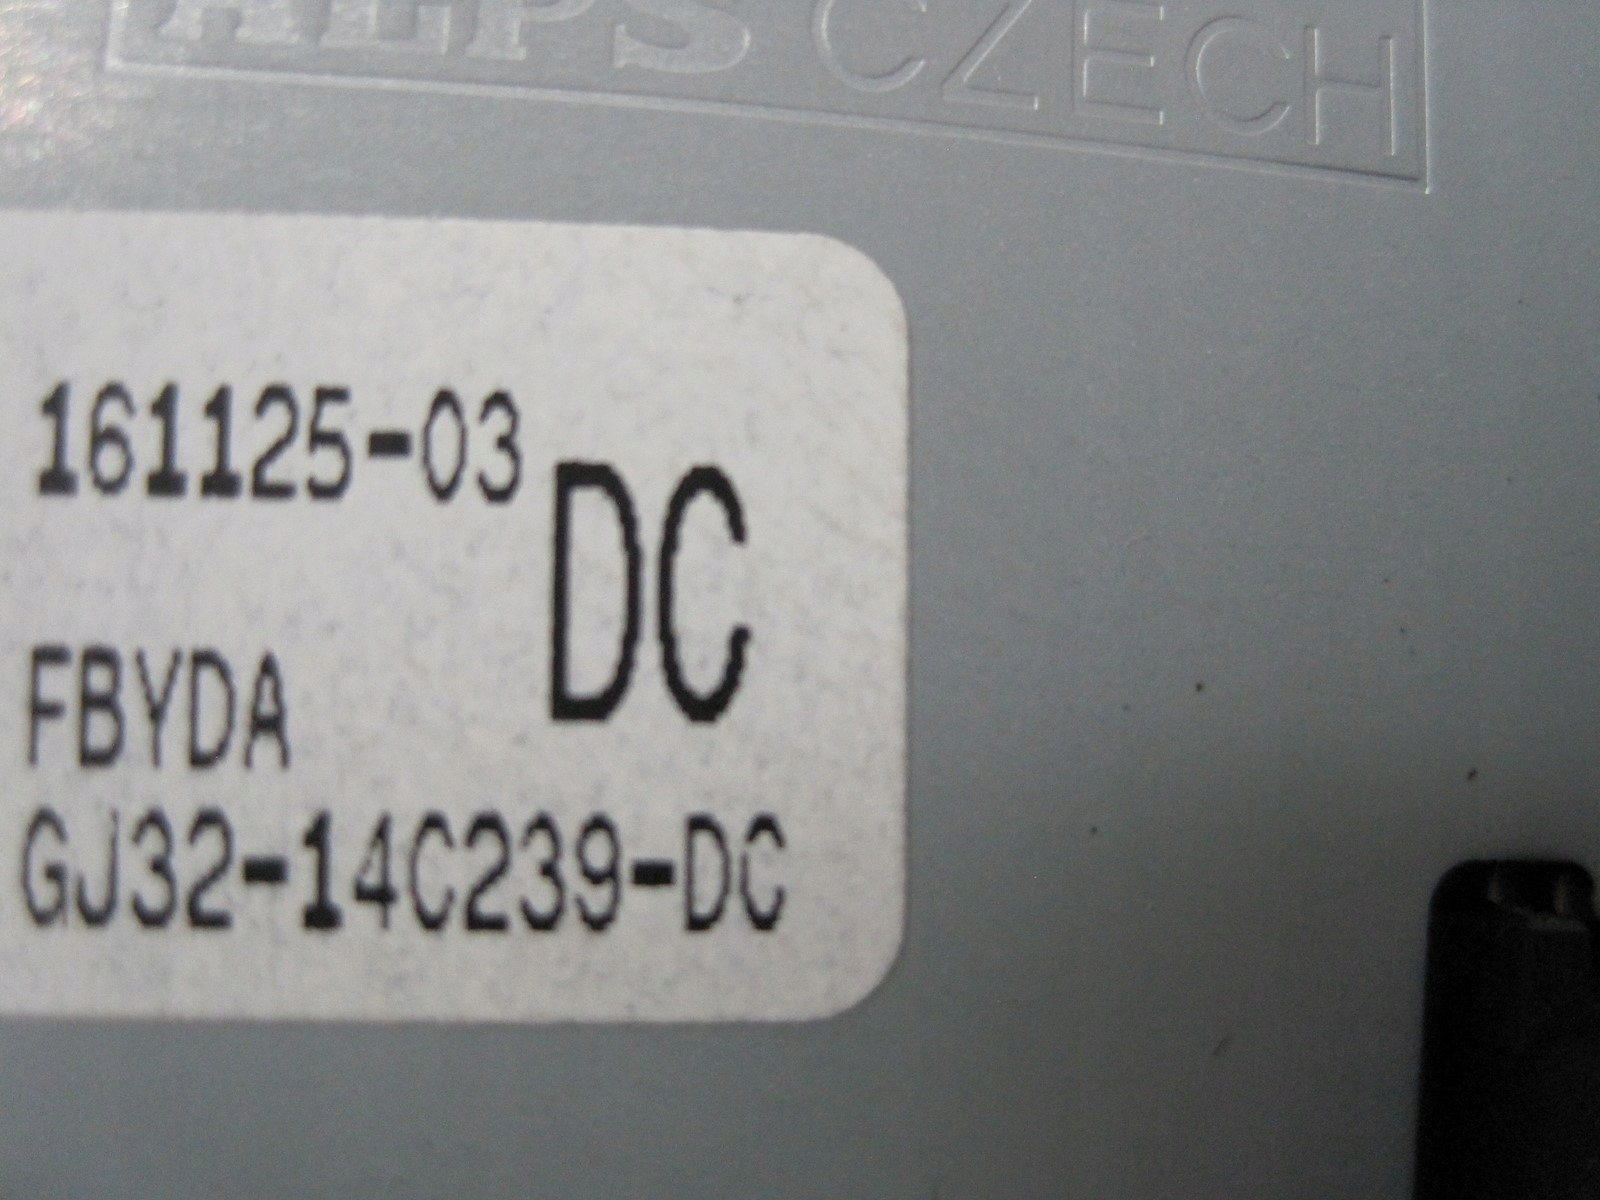 ALPS CZECH
161125-03
DC
FBYDA
GJ32-14C239-DC